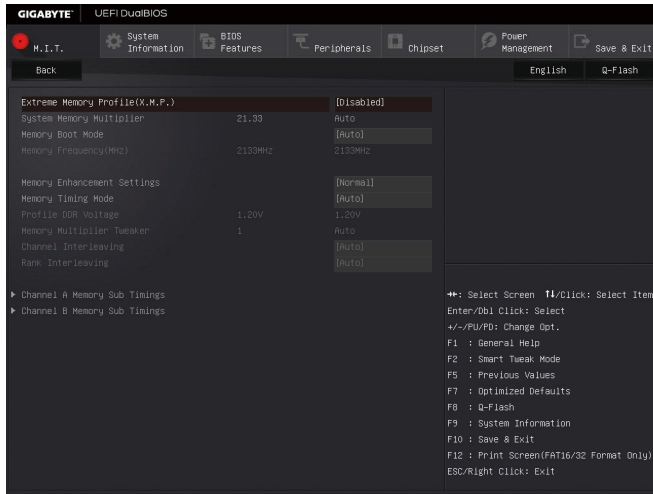 GIGABYTE™ UEFI DualBIOS
M.I.T.
System Information
BIOS Features
Peripherals
Chipset
Power Management
Save & Exit
Back
English
Q-Flash
Extreme Memory Profile(X.M.P.) [Disabled]
System Memory Multiplier 21.33 Auto
Memory Boot Mode [Auto]
Memory Frequency(MHz) 2133MHz 2133MHz
Memory Enhancement Settings [Normal]
Memory Timing Mode [Auto]
Profile DDR Voltage 1.20V 1.20V
Memory Multiplier Tweaker 1 Auto
Channel Interleaving [Auto]
Rank Interleaving [Auto]
▶ Channel A Memory Sub Timings
▶ Channel B Memory Sub Timings
→←: Select Screen ↑↓/Click: Select Item
Enter/Dbl Click: Select
+/-/PU/PD: Change Opt.
F1 : General Help
F2 : Smart Tweak Mode
F5 : Previous Values
F7 : Optimized Defaults
F8 : Q-Flash
F9 : System Information
F10 : Save & Exit
F12 : Print Screen(FAT16/32 Format Only)
ESC/Right Click: Exit